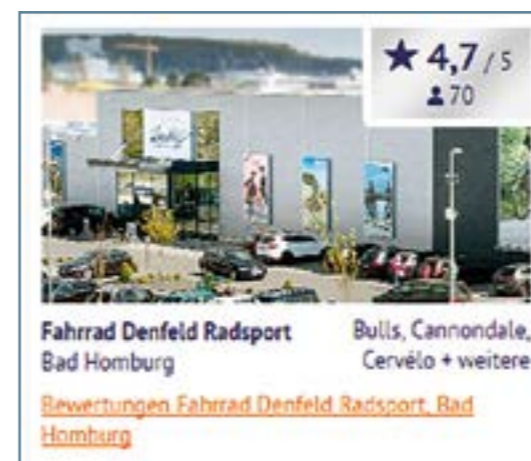 ★ 4,7 / 5
70
Fahrrad Denfeld Radsport
Bad Homburg
Bulls, Cannondale,
Cervélo + weitere
Bewertungen Fahrrad Denfeld Radsport, Bad
Homburg